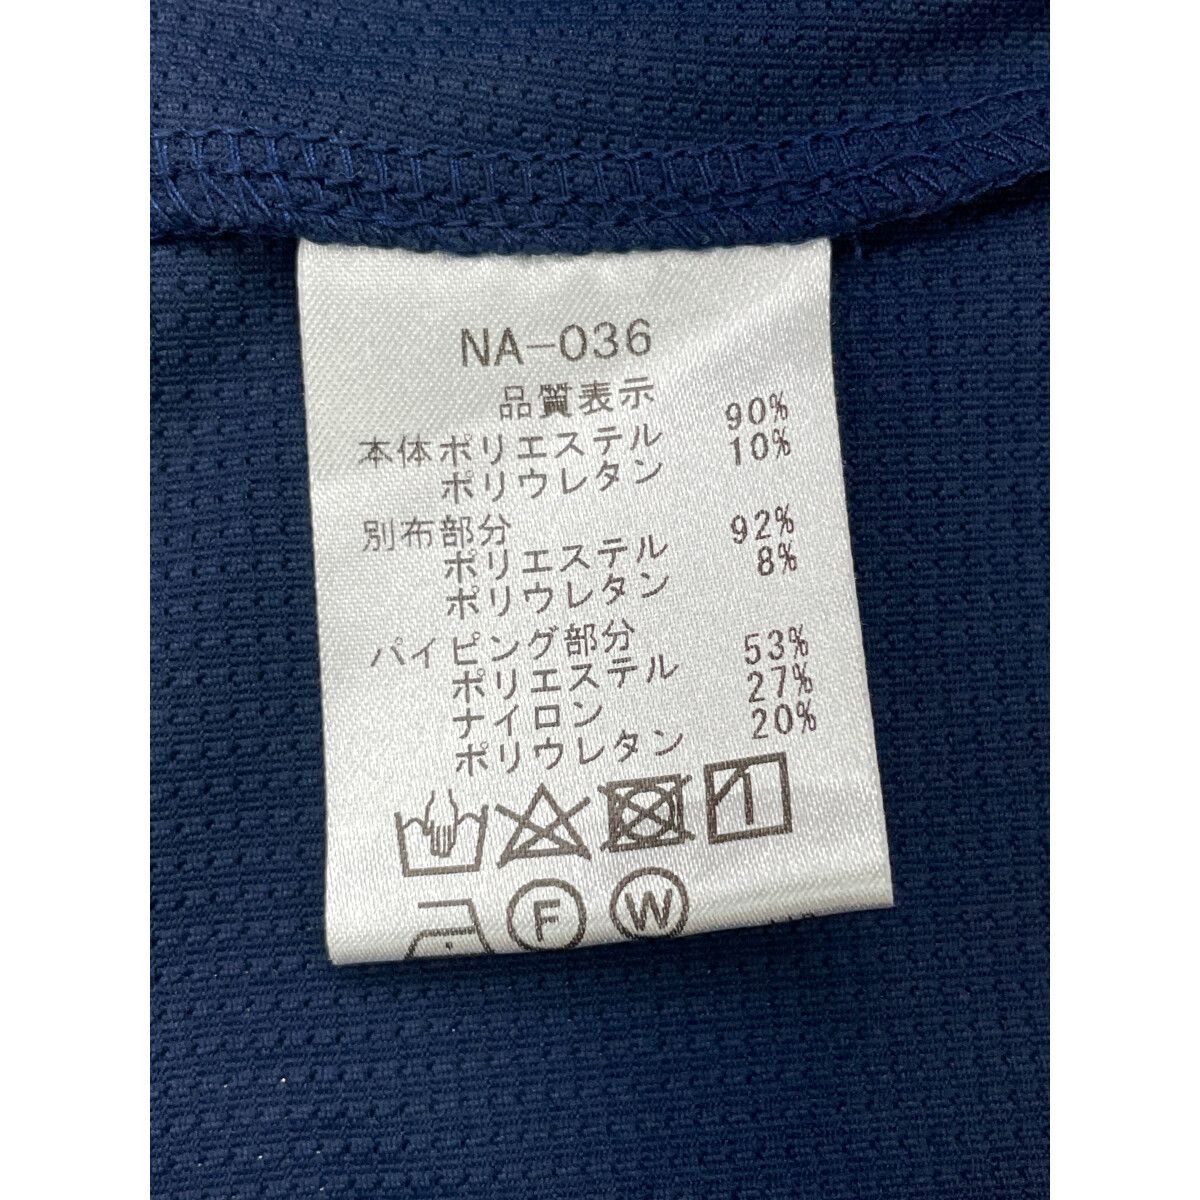 NA-036
品質表示
本体ポリエステル 90%
ポリウレタン 10%
別布部分
ポリエステル 92%
ポリウレタン 8%
パイピング部分
ポリエステル 53%
ナイロン 27%
ポリウレタン 20%
F W